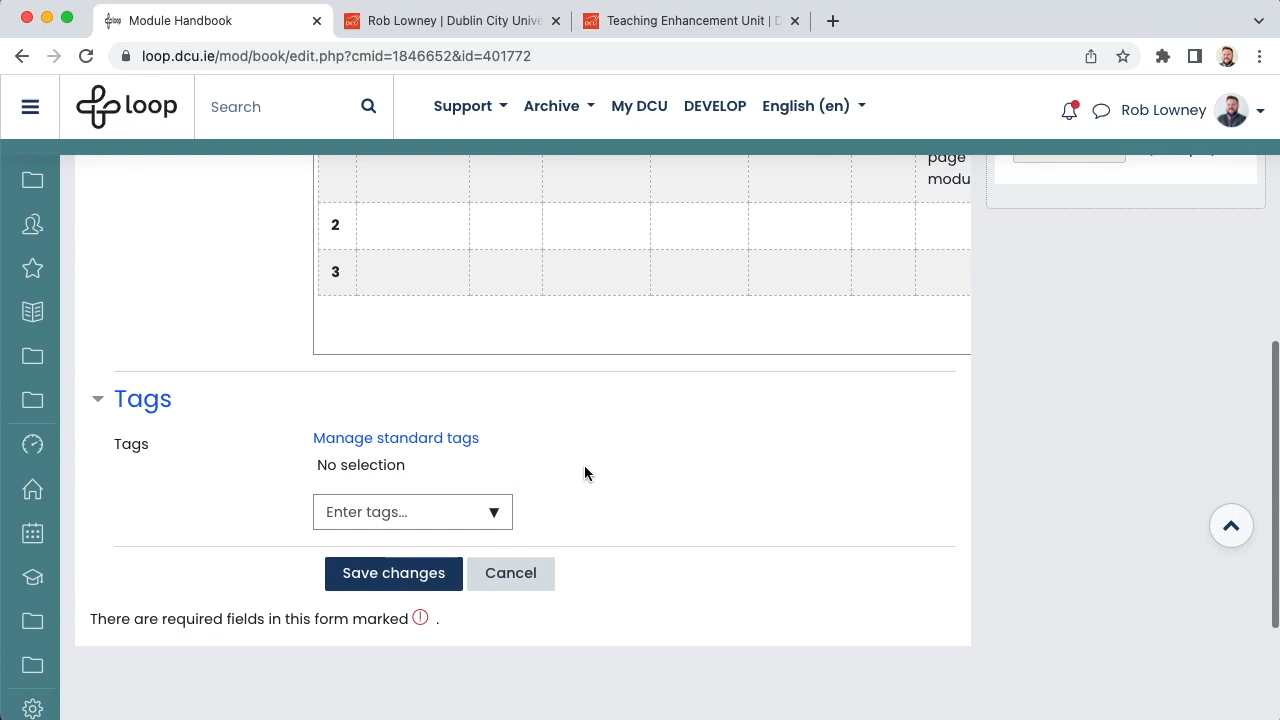 Module Handbook
Rob Lowney | Dublin City Unive
Teaching Enhancement Unit | D
loop.dcu.ie/mod/book/edit.php?cmid=1846652&id=401772
loop
Search
Support
Archive
My DCU
DEVELOP
English (en)
Rob Lowney
page
modu
2
3
Tags
Tags
Manage standard tags
No selection
Enter tags...
Save changes
Cancel
There are required fields in this form marked .